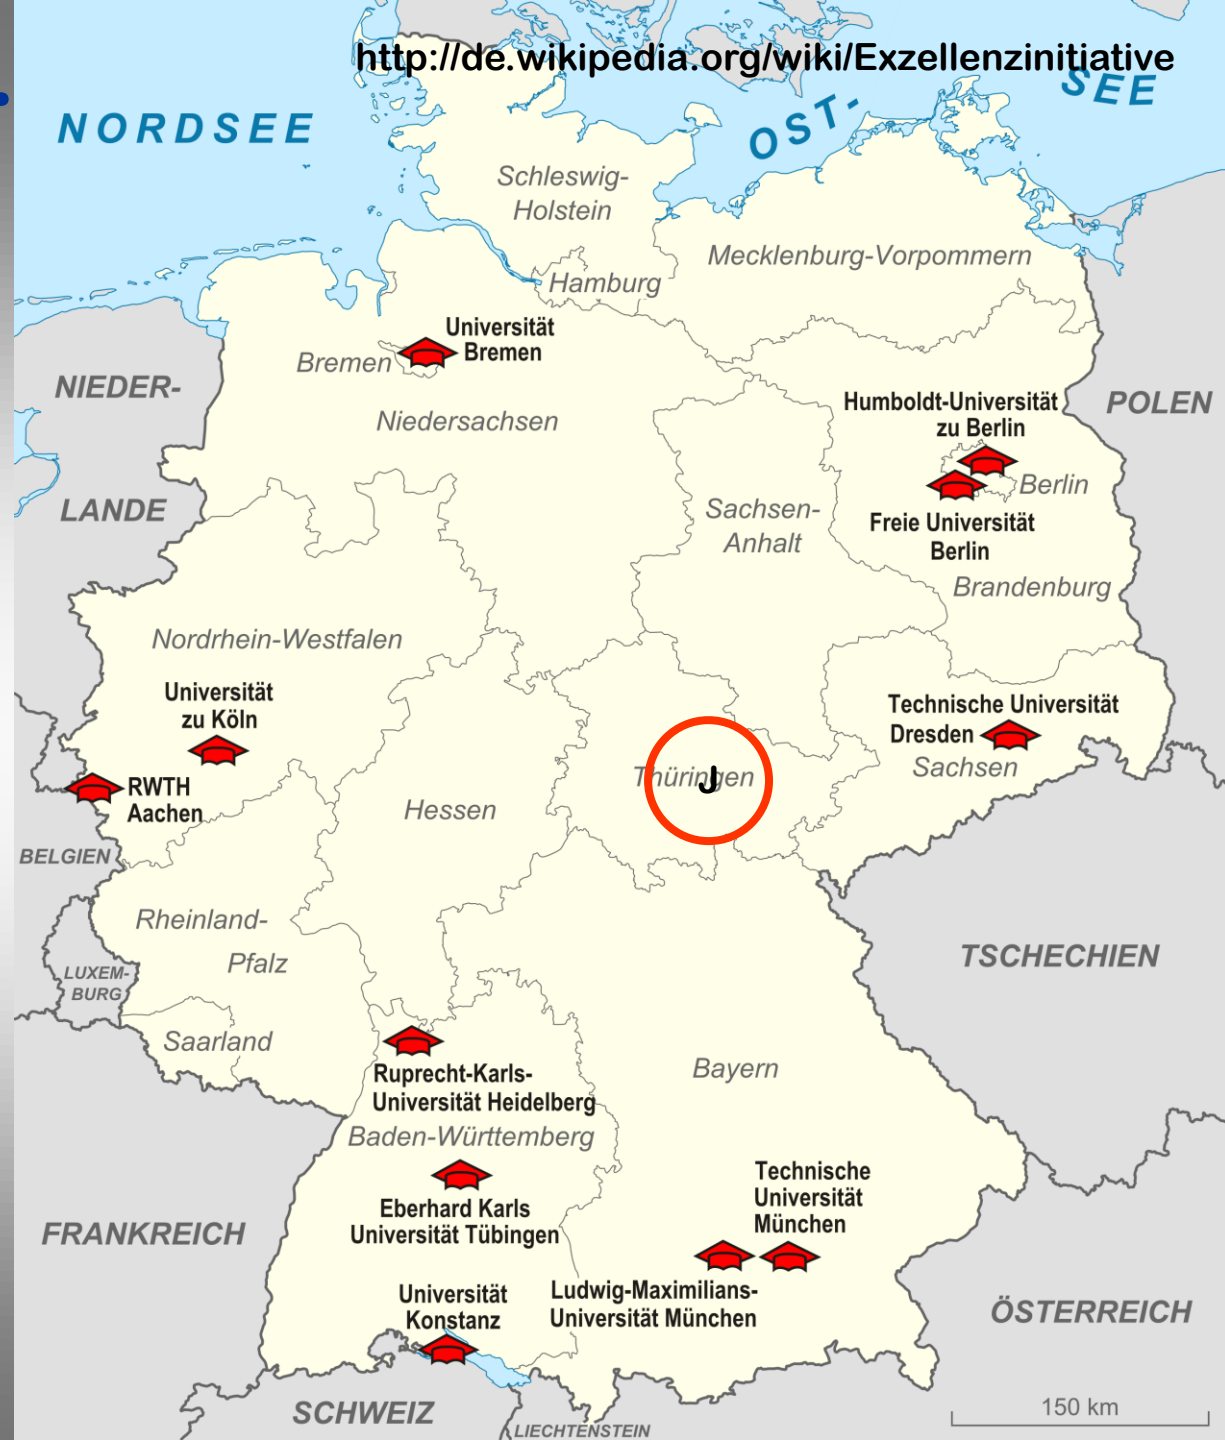 http://de.wikipedia.org/wiki/Exzellenzinitiative
NORDSEE
OST-
SEE
Schleswig-
Holstein
Mecklenburg-Vorpommern
Hamburg
Universität
Bremen
Bremen
NIEDER-
LANDE
Niedersachsen
Humboldt-Universität
zu Berlin
POLEN
Berlin
Sachsen-
Anhalt
Freie Universität
Berlin
Brandenburg
Nordrhein-Westfalen
Universität
zu Köln
Technische Universität
Dresden
Sachsen
Thüringen
J
RWTH
Aachen
Hessen
BELGIEN
Rheinland-
Pfalz
TSCHECHIEN
LUXEM-
BURG
Saarland
Ruprecht-Karls-
Universität Heidelberg
Bayern
Baden-Württemberg
Technische
Universität
München
Eberhard Karls
Universität Tübingen
FRANKREICH
Universität
Konstanz
Ludwig-Maximilians-
Universität München
ÖSTERREICH
SCHWEIZ
LIECHTENSTEIN
150 km